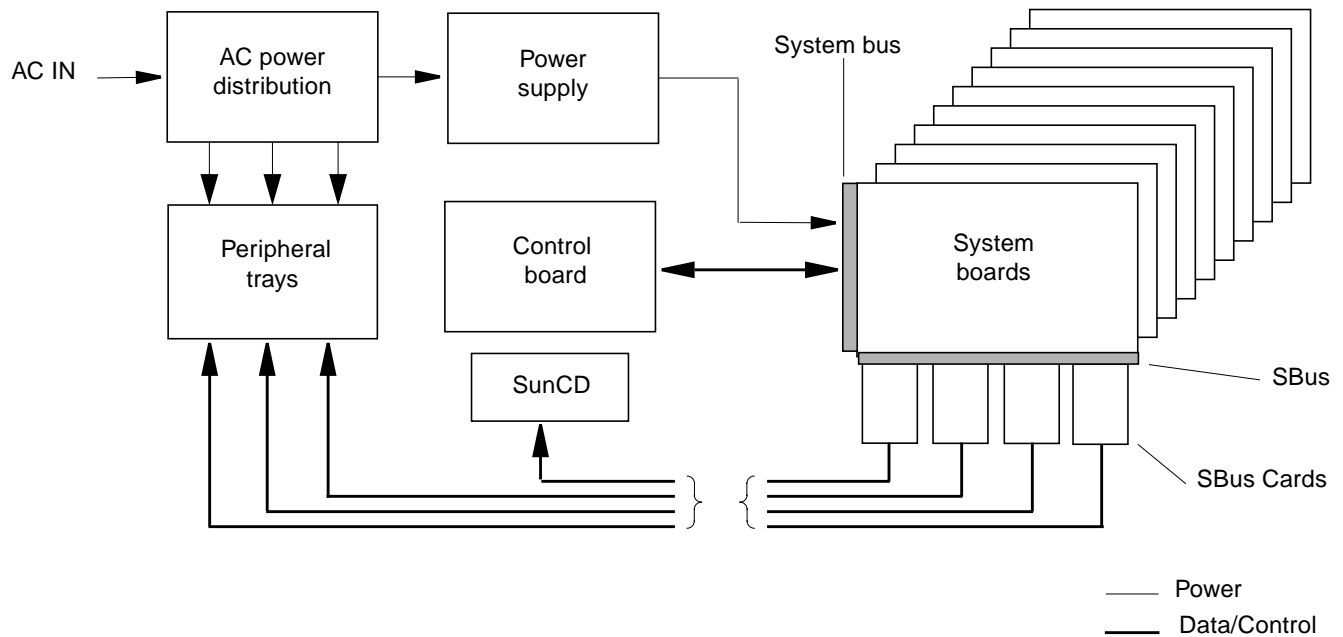 AC IN
AC power
distribution
Power
supply
System bus
Peripheral
trays
Control
board
System
boards
SunCD
SBus
SBus Cards
Power
Data/Control